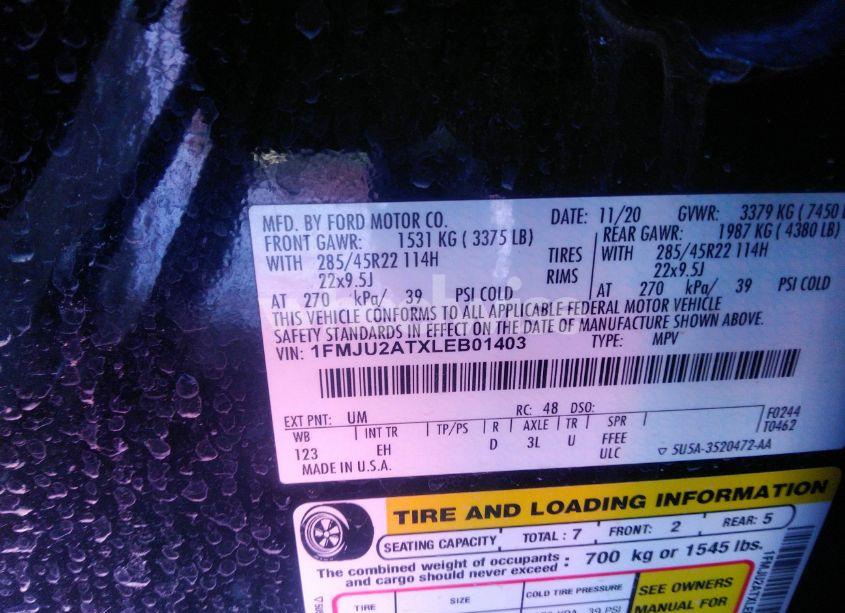 MFD. BY FORD MOTOR CO. DATE: 11/20 GVWR: 3379 KG ( 7450
FRONT GAWR: 1531 KG ( 3375 LB) REAR GAWR: 1987 KG ( 4380 LB)
WITH 285/45R22 114H TIRES WITH 285/45R22 114H
22x9.5J RIMS 22x9.5J
AT 270 kPa/ 39 PSI COLD AT 270 kPa/ 39 PSI COLD
THIS VEHICLE CONFORMS TO ALL APPLICABLE FEDERAL MOTOR VEHICLE
SAFETY STANDARDS IN EFFECT ON THE DATE OF MANUFACTURE SHOWN ABOVE.
VIN: 1FMJU2ATXLEB01403 TYPE: MPV
EXT PNT: UM RC: 48 DSO:
WB INT TR TP/PS R AXLE TR SPR F0244
123 EH D 3L U FFEE T0462
ULC
MADE IN U.S.A. 5U5A-3520472-AA
TIRE AND LOADING INFORMATION
SEATING CAPACITY TOTAL : 7 FRONT: 2 REAR: 5
The combined weight of occupants
and cargo should never exceed : 700 kg or 1545 lbs.
TIRE SIZE COLD TIRE PRESSURE SEE OWNERS
39 PSI MANUAL FOR